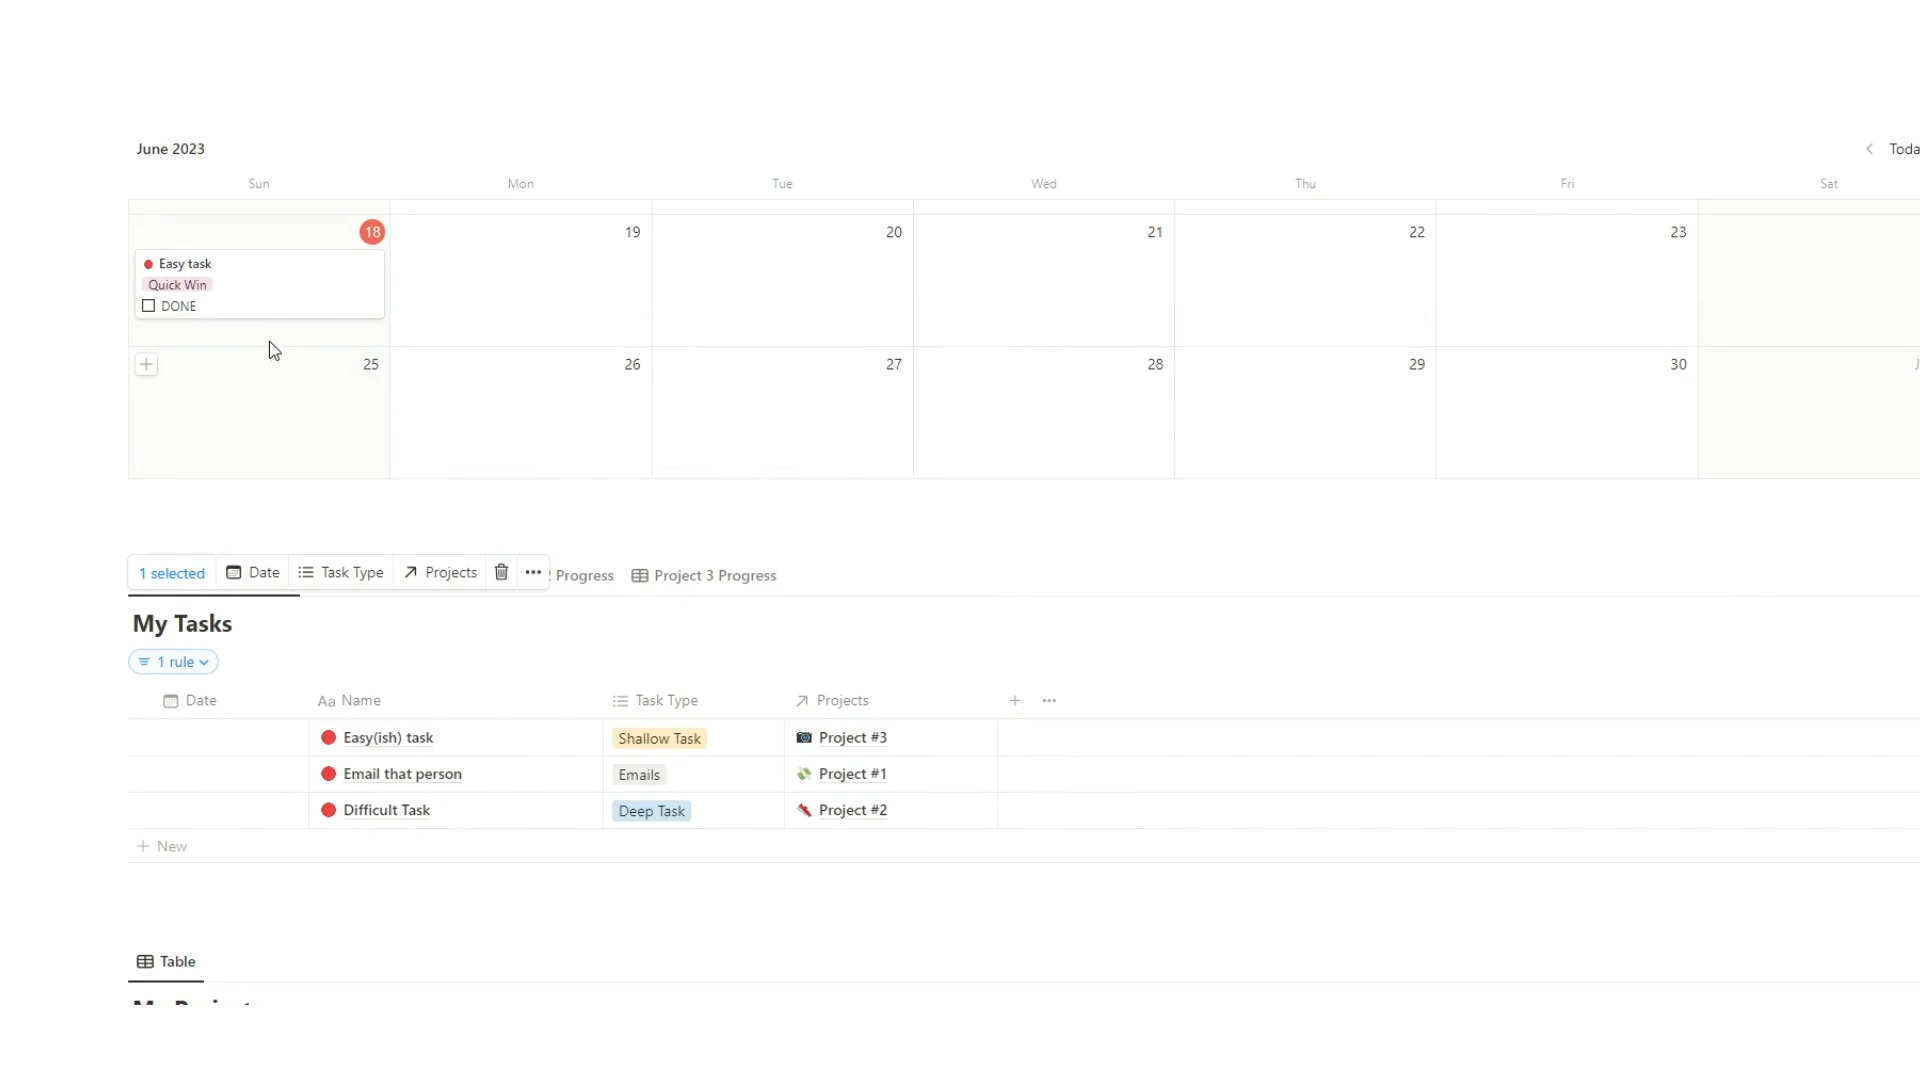 June 2023
Toda
Sun Mon Tue Wed Thu Fri Sat
18 19 20 21 22 23
Easy task
Quick Win
DONE
25 26 27 28 29 30 J
1 selected Date Task Type Projects Progress Project 3 Progress
My Tasks
1 rule
Date Aa Name Task Type Projects
Easy(ish) task Shallow Task Project #3
Email that person Emails Project #1
Difficult Task Deep Task Project #2
New
Table